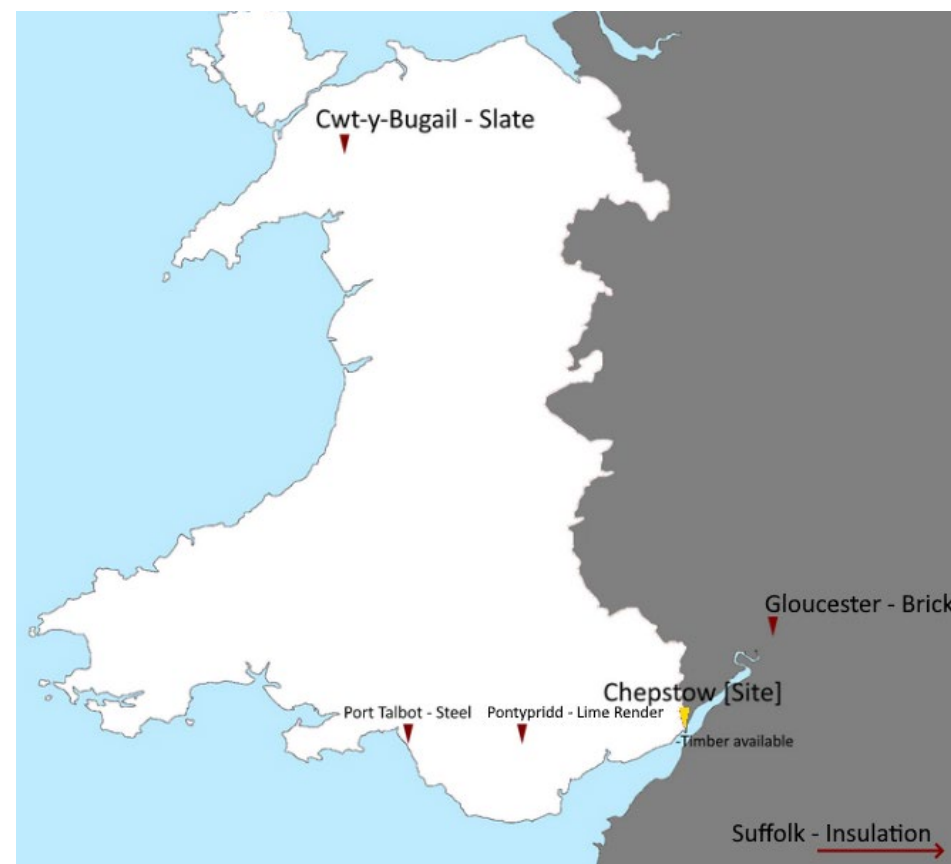 Cwt-y-Bugail - Slate
Gloucester - Brick
Chepstow [Site]
Port Talbot - Steel
Pontypridd - Lime Render
-Timber available
Suffolk - Insulation